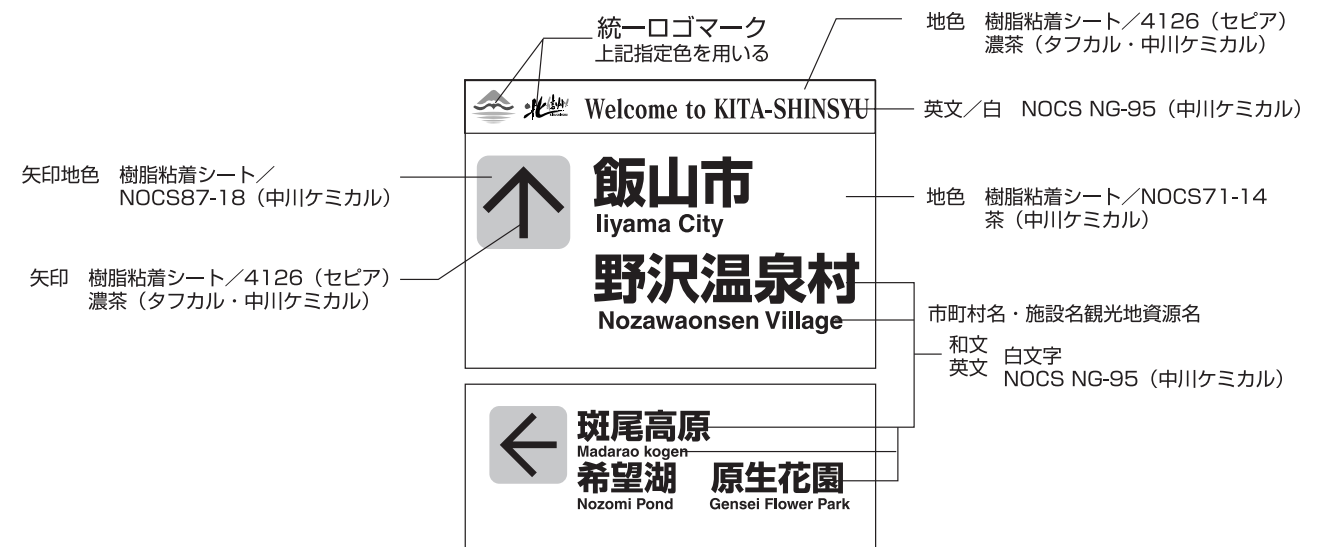 統一ロゴマーク
上記指定色を用いる
地色 樹脂粘着シート／4126（セピア）
濃茶（タフカル・中川ケミカル）
北信州 Welcome to KITA-SHINSYU
英文／白 NOCS NG-95（中川ケミカル）
矢印地色 樹脂粘着シート／
NOCS87-18（中川ケミカル）
矢印 樹脂粘着シート／4126（セピア）
濃茶（タフカル・中川ケミカル）
飯山市
Iiyama City
野沢温泉村
Nozawaonsen Village
地色 樹脂粘着シート／NOCS71-14
茶（中川ケミカル）
市町村名・施設名観光地資源名
和文
英文
白文字
NOCS NG-95（中川ケミカル）
斑尾高原
Madarao kogen
希望湖 原生花園
Nozomi Pond Gensei Flower Park